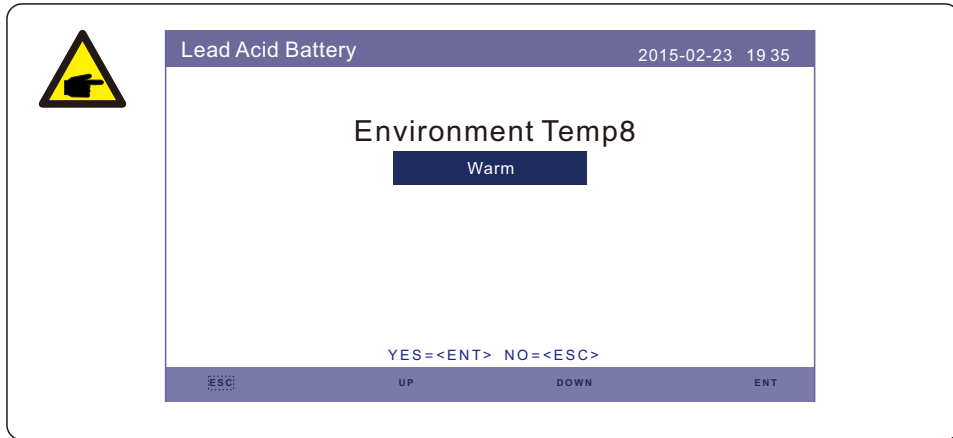 Lead Acid Battery 2015-02-23 19 35
Environment Temp8
Warm
YES=<ENT> NO=<ESC>
ESC UP DOWN ENT